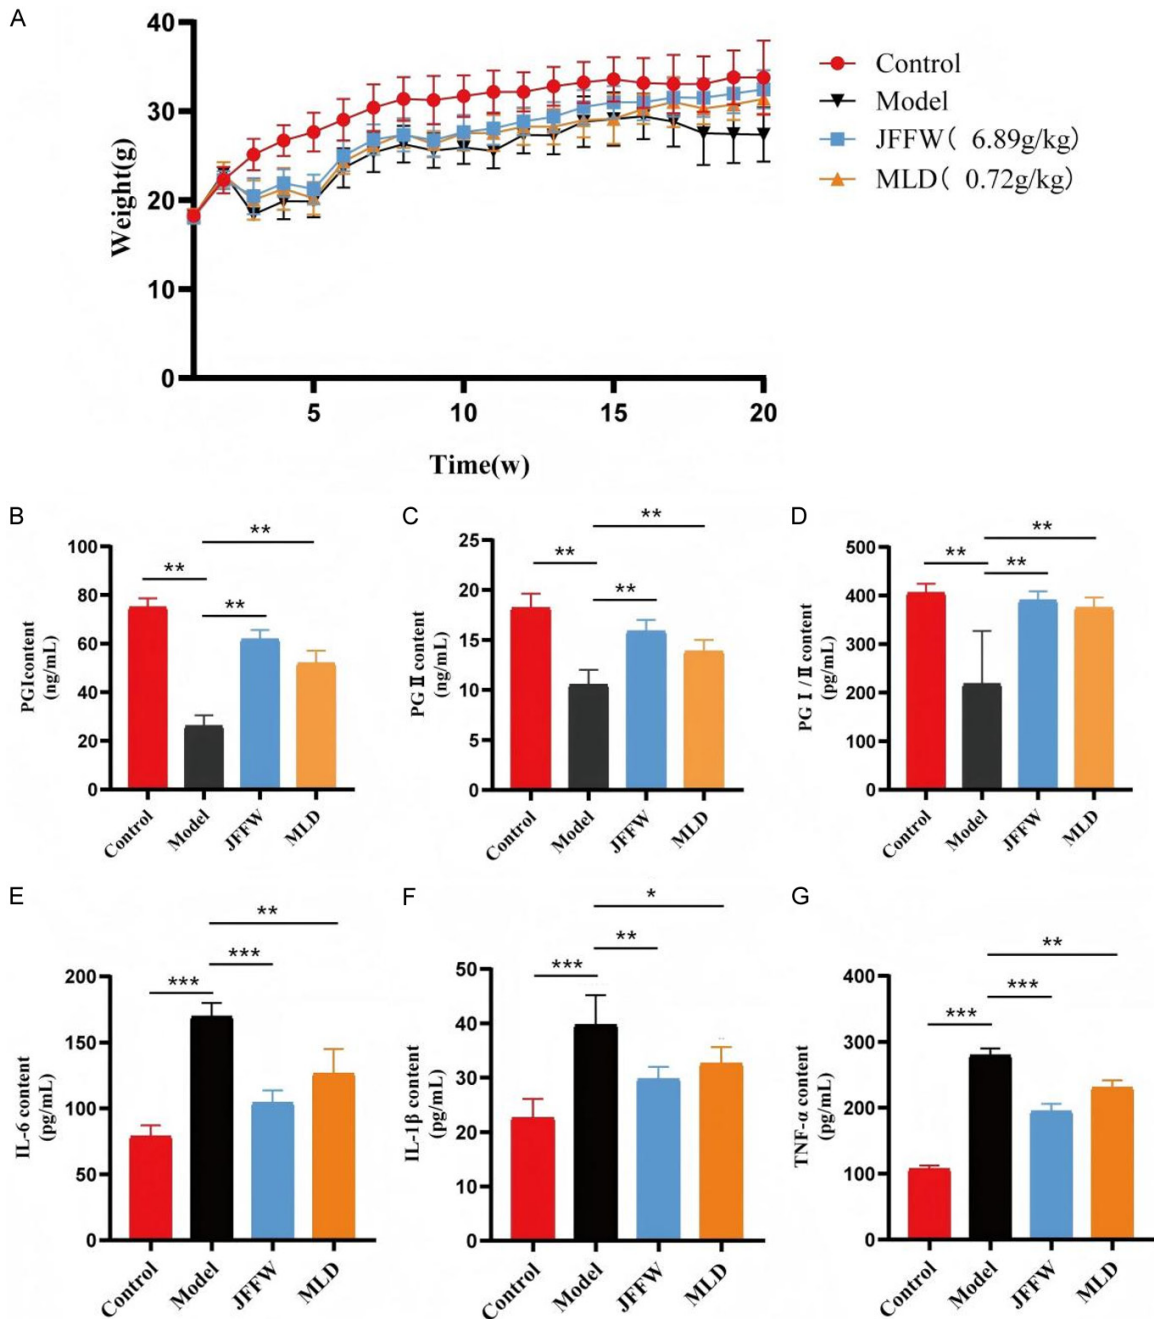 A
40
30
20
10
0
Weight(g)
5
10
15
20
Time(w)
Control
Model
JFFW( 6.89g/kg)
MLD( 0.72g/kg)
B
**
**
**
100
80
60
40
20
0
PGIcontent
(ng/mL)
Control
Model
JFFW
MLD
C
**
**
**
25
20
15
10
5
0
PGⅡ content
(ng/mL)
Control
Model
JFFW
MLD
D
**
**
**
500
400
300
200
100
0
PG Ⅰ/Ⅱ content
(pg/mL)
Control
Model
JFFW
MLD
E
**
***
***
200
150
100
50
0
IL-6 content
(pg/mL)
Control
Model
JFFW
MLD
F
*
**
***
50
40
30
20
10
0
IL-1β content
(pg/mL)
Control
Model
JFFW
MLD
G
**
***
***
400
300
200
100
0
TNF-α content
(pg/mL)
Control
Model
JFFW
MLD